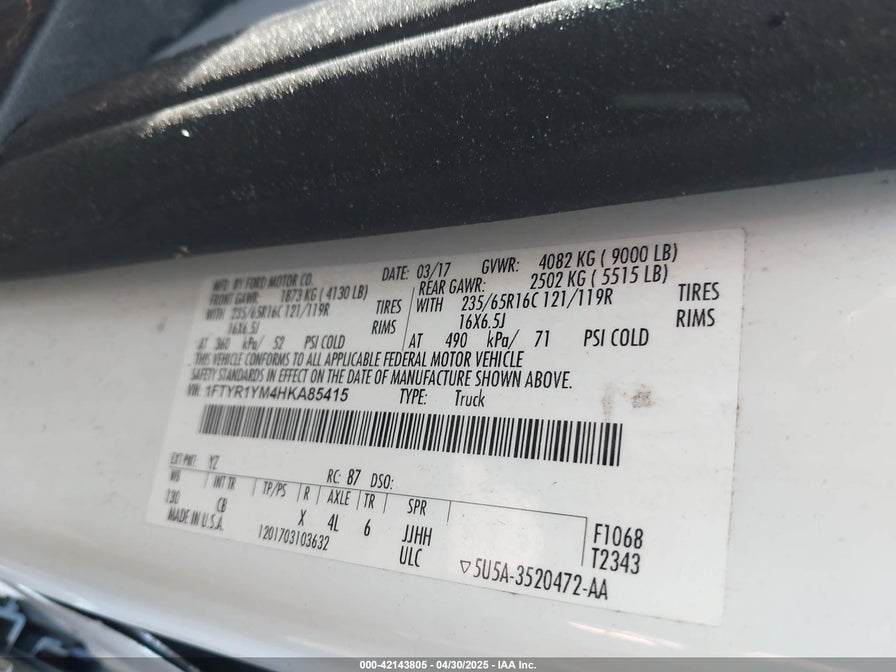 MFD. BY FORD MOTOR CO. DATE: 03/17 GVWR: 4082 KG ( 9000 LB)
FRONT GAWR: 1873 KG ( 4130 LB) REAR GAWR: 2502 KG ( 5515 LB)
WITH 235/65R16C 121/119R TIRES WITH 235/65R16C 121/119R TIRES
16X6.5J RIMS 16X6.5J RIMS
AT 360 kPa/ 52 PSI COLD AT 490 kPa/ 71 PSI COLD
THIS VEHICLE CONFORMS TO ALL APPLICABLE FEDERAL MOTOR VEHICLE
SAFETY STANDARDS IN EFFECT ON THE DATE OF MANUFACTURE SHOWN ABOVE.
VIN: 1FTYR1YM4HKA85415 TYPE: Truck
EXT PNT: YZ RC: 87 DSO:
WB INT TR TP/PS R AXLE TR SPR
130 CB X 4L 6 JJHH F1068
MADE IN U.S.A. 1201703103632 ULC T2343
▽5U5A-3520472-AA
000-42143805 - 04/30/2025 - IAA Inc.